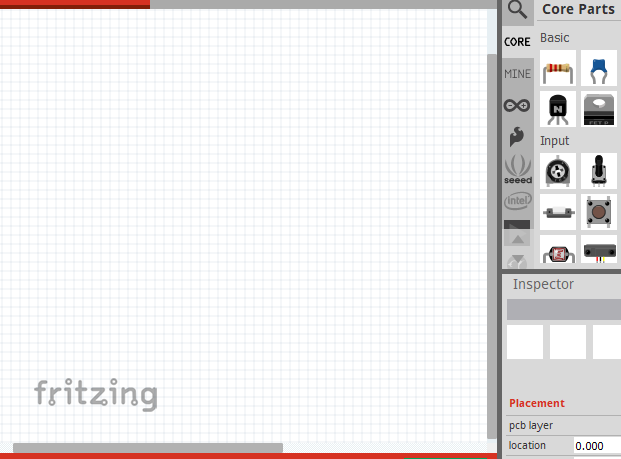 Core Parts
CORE
Basic
MINE
N
Input
seeed
intel
Inspector
fritzing
Placement
pcb layer
location 0.000